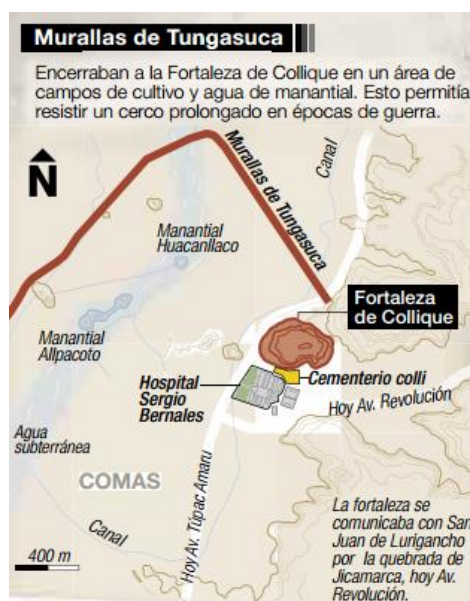 Murallas de Tungasuca
Encerraban a la Fortaleza de Collique en un área de
campos de cultivo y agua de manantial. Esto permitía
resistir un cerco prolongado en épocas de guerra.
N
Murallas de Tungasuca
Canal
Manantial
Huacanllaco
Fortaleza
de Collique
Manantial
Allpacoto
Hospital
Sergio
Bernales
Cementerio colli
Hoy Av. Revolución
Agua
subterránea
COMAS
Hoy Av. Túpac Amaru
Canal
400 m
La fortaleza se
comunicaba con San
Juan de Lurigancho
por la quebrada de
Jicamarca, hoy Av.
Revolución.